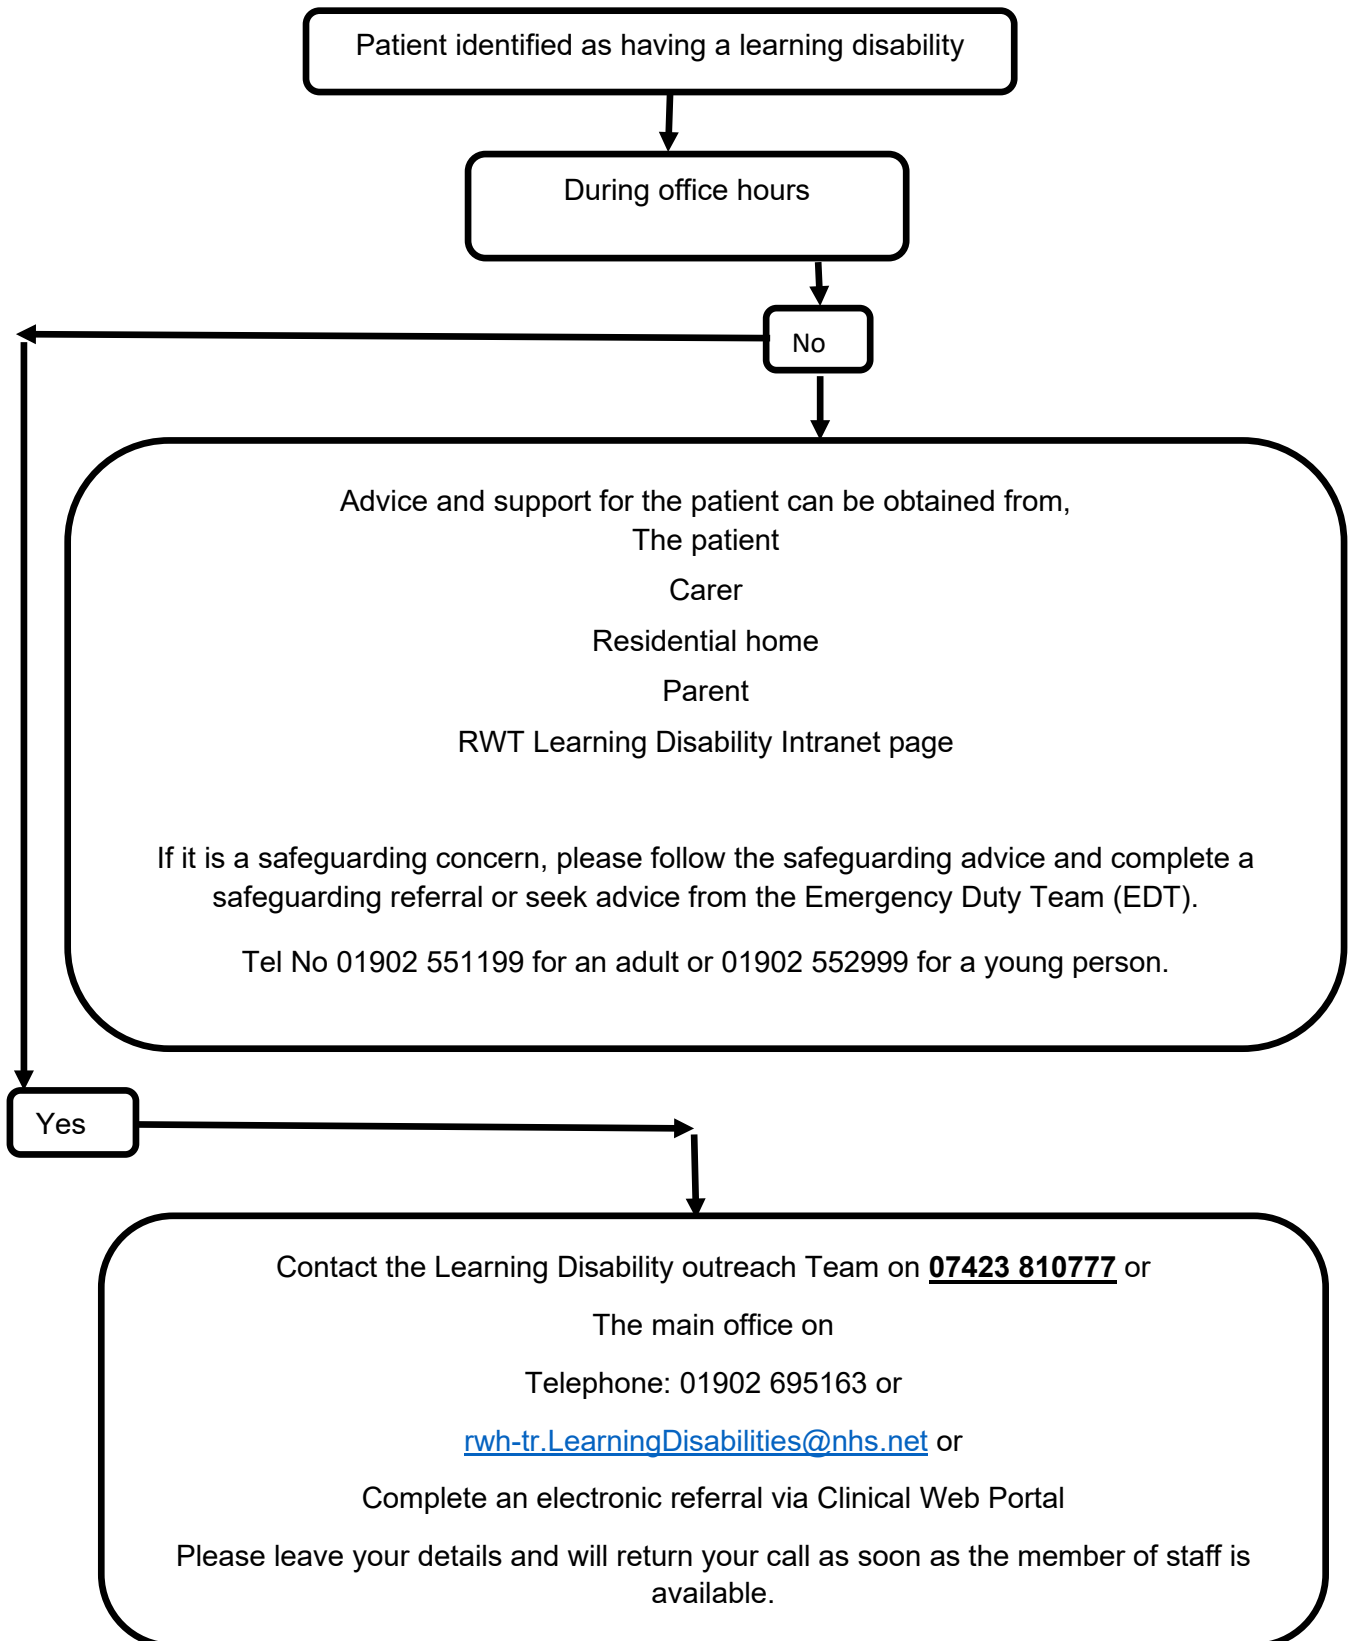 Patient identified as having a learning disability
During office hours
No
Advice and support for the patient can be obtained from,
The patient
Carer
Residential home
Parent
RWT Learning Disability Intranet page
If it is a safeguarding concern, please follow the safeguarding advice and complete a
safeguarding referral or seek advice from the Emergency Duty Team (EDT).
Tel No 01902 551199 for an adult or 01902 552999 for a young person.
Yes
Contact the Learning Disability outreach Team on 07423 810777 or
The main office on
Telephone: 01902 695163 or
rwh-tr.LearningDisabilities@nhs.net or
Complete an electronic referral via Clinical Web Portal
Please leave your details and will return your call as soon as the member of staff is
available.